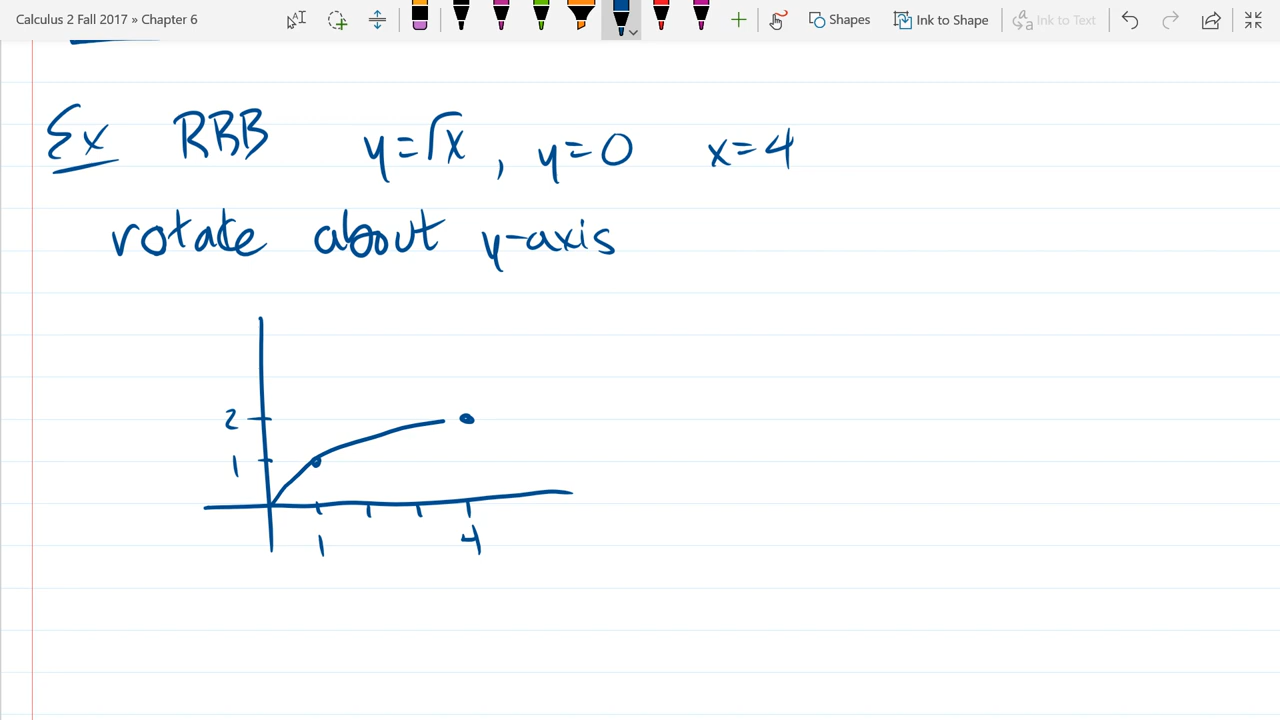 Calculus 2 Fall 2017 » Chapter 6
Shapes
Ink to Shape
Ink to Text
Ex RBB y=√x, y=0 x=4
rotate about y-axis
2
1
1 4